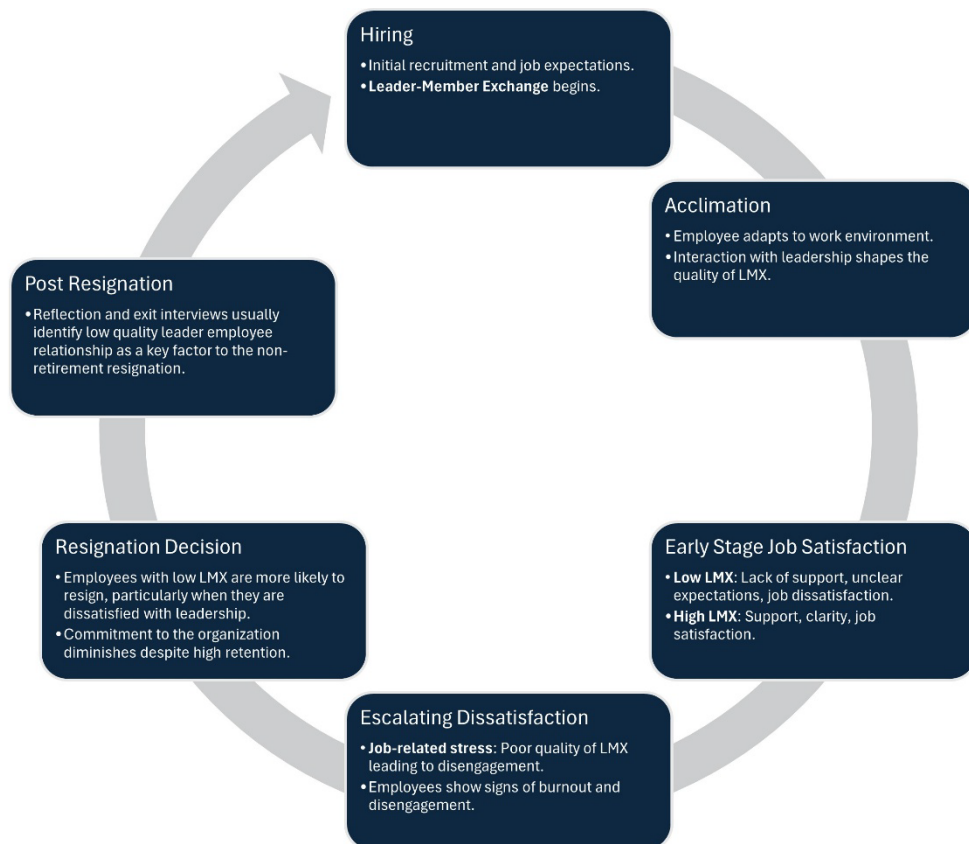 Hiring
•Initial recruitment and job expectations.
•Leader-Member Exchange begins.
Acclimation
• Employee adapts to work environment.
• Interaction with leadership shapes the
quality of LMX.
Early Stage Job Satisfaction
• Low LMX: Lack of support, unclear
expectations, job dissatisfaction.
• High LMX: Support, clarity, job
satisfaction.
Escalating Dissatisfaction
• Job-related stress: Poor quality of LMX
leading to disengagement.
• Employees show signs of burnout and
disengagement.
Resignation Decision
• Employees with low LMX are more likely to
resign, particularly when they are
dissatisfied with leadership.
• Commitment to the organization
diminishes despite high retention.
Post Resignation
•Reflection and exit interviews usually
identify low quality leader employee
relationship as a key factor to the non-
retirement resignation.